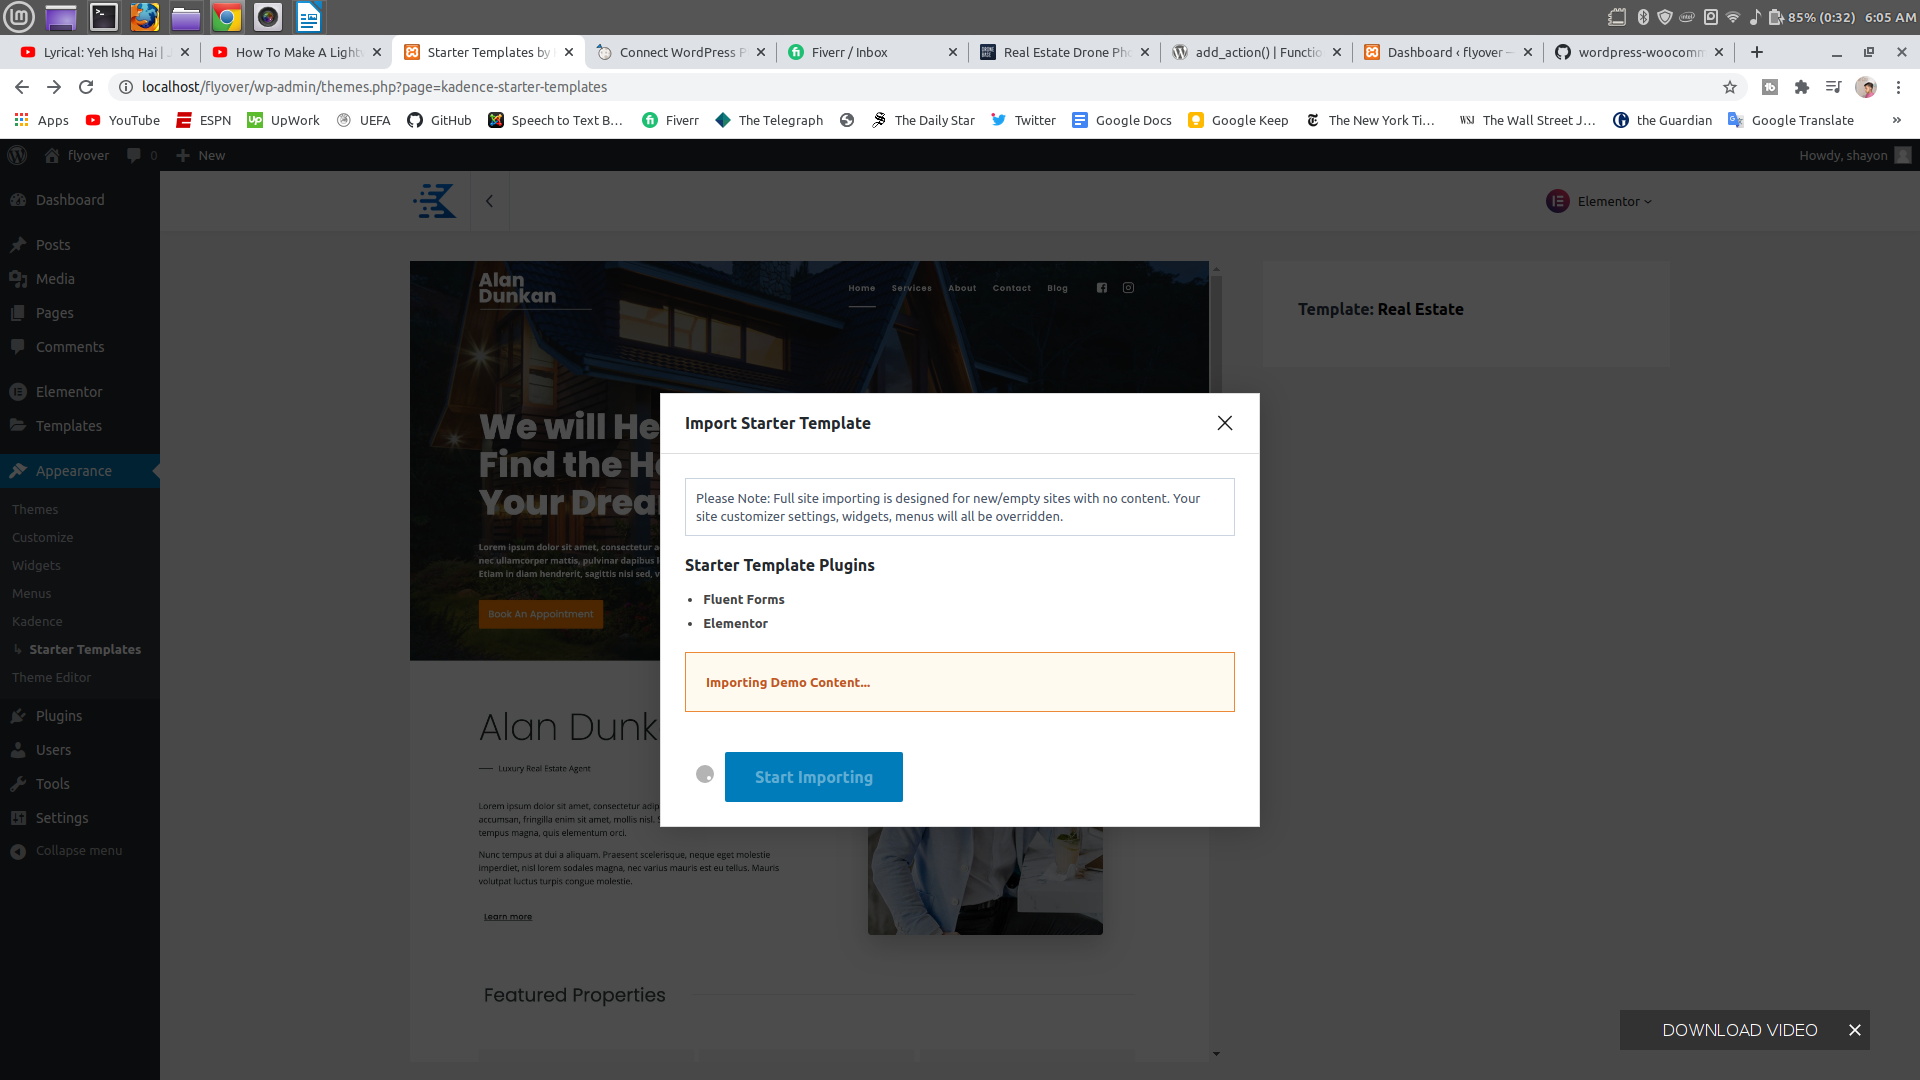 85% (0:32) 6:05 AM
Lyrical: Yeh Ishq Hai |
How To Make A Light
Starter Templates by
Connect WordPress P
Fiverr / Inbox
Real Estate Drone Pho
add_action() | Functio
Dashboard ‹ flyover —
wordpress-woocomm
localhost/flyover/wp-admin/themes.php?page=kadence-starter-templates
Apps YouTube ESPN UpWork UEFA GitHub Speech to Text B... Fiverr The Telegraph The Daily Star Twitter Google Docs Google Keep The New York Ti... The Wall Street J... the Guardian Google Translate »
flyover 0 New Howdy, shayon
Dashboard
Posts
Media
Pages
Comments
Elementor
Templates
Appearance
Themes
Customize
Widgets
Menus
Kadence
Starter Templates
Theme Editor
Plugins
Users
Tools
Settings
Collapse menu
Elementor
Alan
Dunkan
Home Services About Contact Blog
We will He
Find the H
Your Drea
Lorem ipsum dolor sit amet, consectetur a
nec ullamcorper mattis, pulvinar dapibus l
Etiam in diam hendrerit, sagittis nisi sed, v
Book An Appointment
Alan Dunk
Luxury Real Estate Agent
Lorem ipsum dolor sit amet, consectetur adip
accumsan, fringilla enim sit amet, mollis nisl. S
tempus magna, quis elementum orci.
Nunc tempus at dui a aliquam. Praesent scelerisque, neque eget molestie
imperdiet, nisl lorem sodales magna, nec varius mauris est eu tellus. Mauris
volutpat luctus turpis congue molestie.
Learn more
Featured Properties
Template: Real Estate
Import Starter Template
Please Note: Full site importing is designed for new/empty sites with no content. Your
site customizer settings, widgets, menus will all be overridden.
Starter Template Plugins
• Fluent Forms
• Elementor
Importing Demo Content...
Start Importing
DOWNLOAD VIDEO